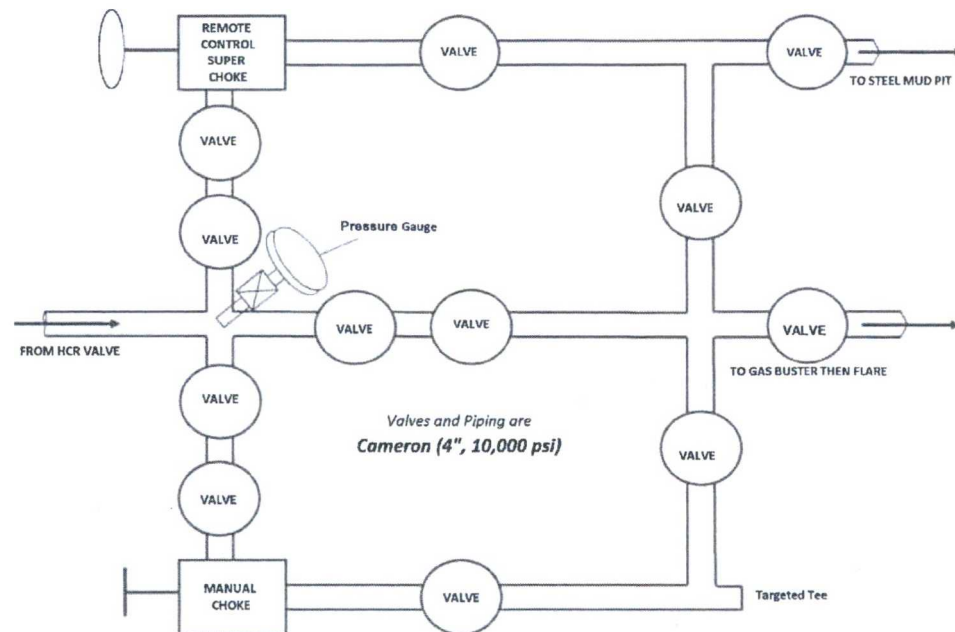 REMOTE
CONTROL
SUPER
CHOKE
VALVE
VALVE
TO STEEL MUD PIT
VALVE
VALVE
VALVE
Pressure Gauge
FROM HCR VALVE
VALVE
VALVE
VALVE
TO GAS BUSTER THEN FLARE
VALVE
Valves and Piping are
Cameron (4", 10,000 psi)
VALVE
VALVE
MANUAL
CHOKE
VALVE
Targeted Tee